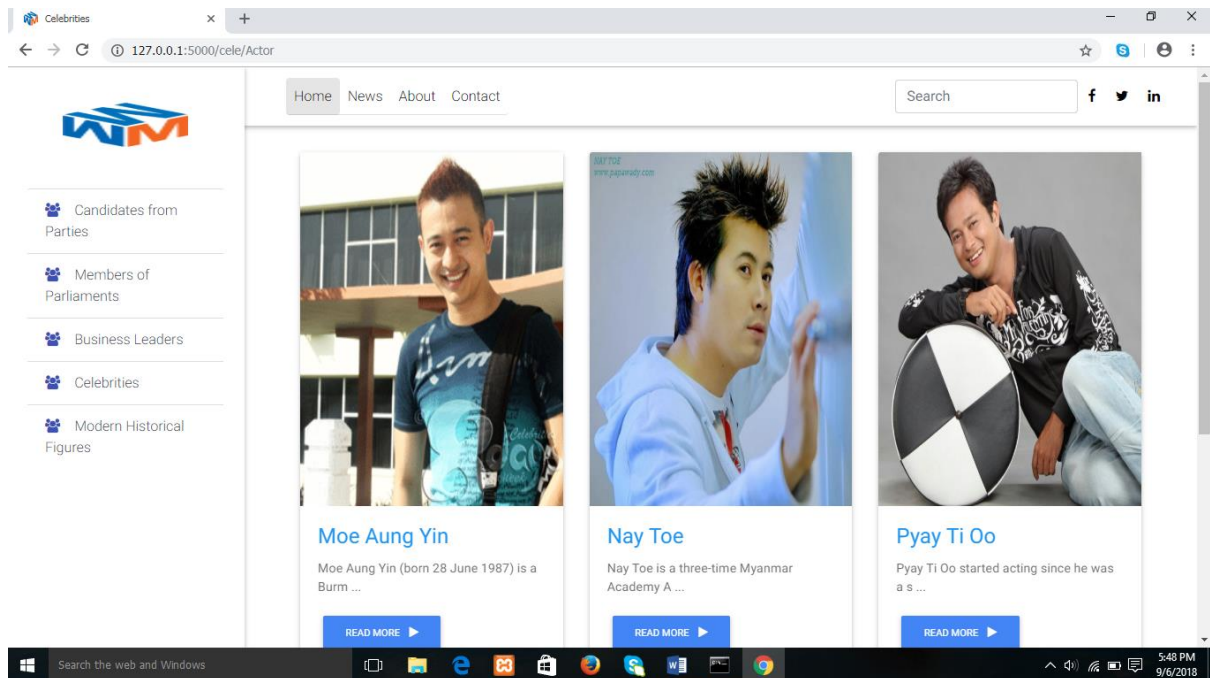 Celebrities
127.0.0.1:5000/cele/Actor
WM
Home News About Contact
Search
Candidates from
Parties
Members of
Parliaments
Business Leaders
Celebrities
Modern Historical
Figures
NAY TOE
www.papawady.com
Moe Aung Yin
Moe Aung Yin (born 28 June 1987) is a
Burm ...
READ MORE
Nay Toe
Nay Toe is a three-time Myanmar
Academy A ...
READ MORE
Pyay Ti Oo
Pyay Ti Oo started acting since he was
a s ...
READ MORE
Search the web and Windows
5:48 PM
9/6/2018